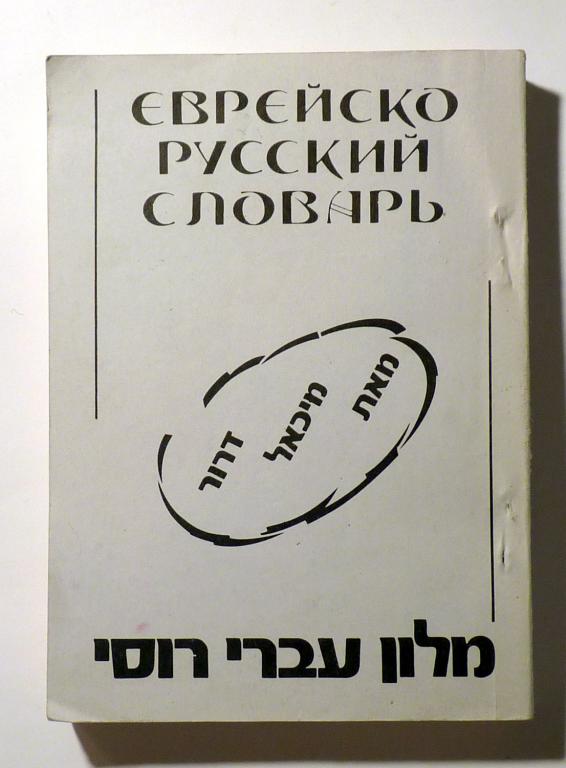 ЕВРЕЙСКО
РУССКИЙ
СЛОВАРЬ
מאת
מיכאל
דרור
מלון עברי רוסי